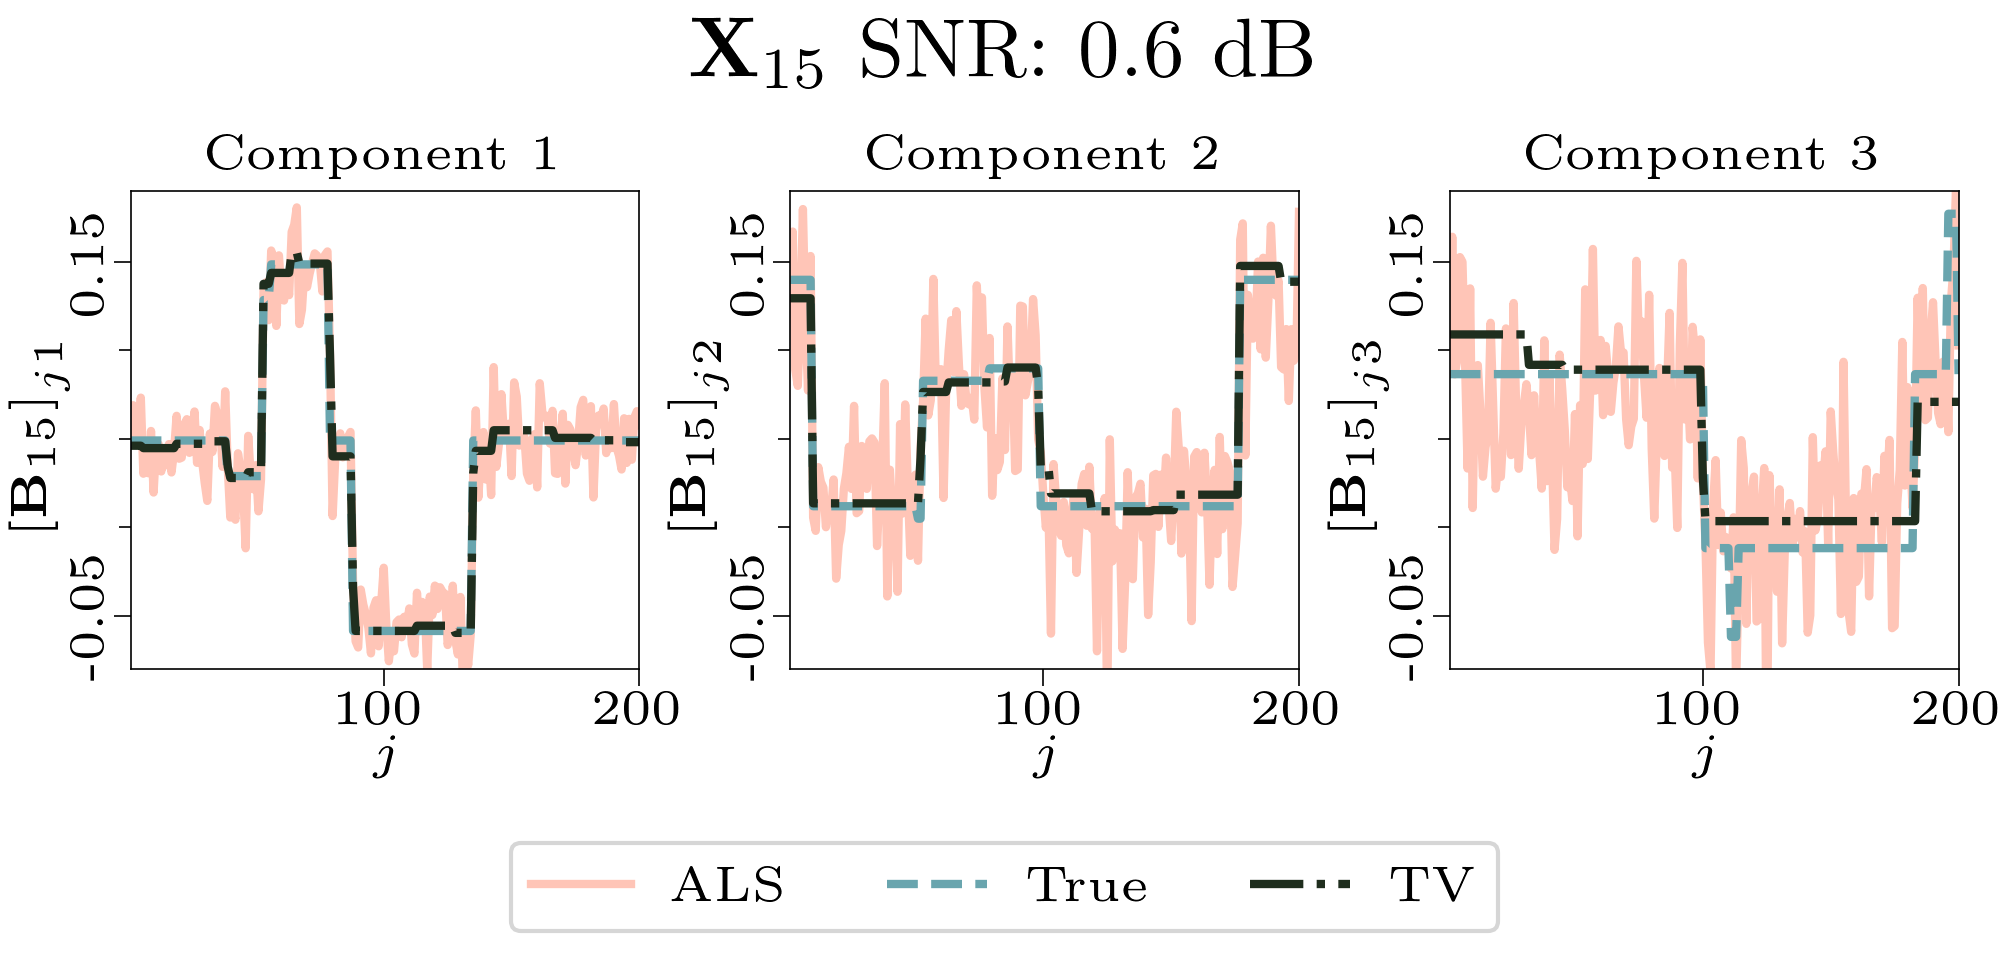 X₁₅ SNR: 0.6 dB
Component 1
Component 2
Component 3
[B₁₅]ⱼ₁
0.15
-0.05
100
200
j
[B₁₅]ⱼ₂
0.15
-0.05
100
200
j
[B₁₅]ⱼ₃
0.15
-0.05
100
200
j
ALS True TV